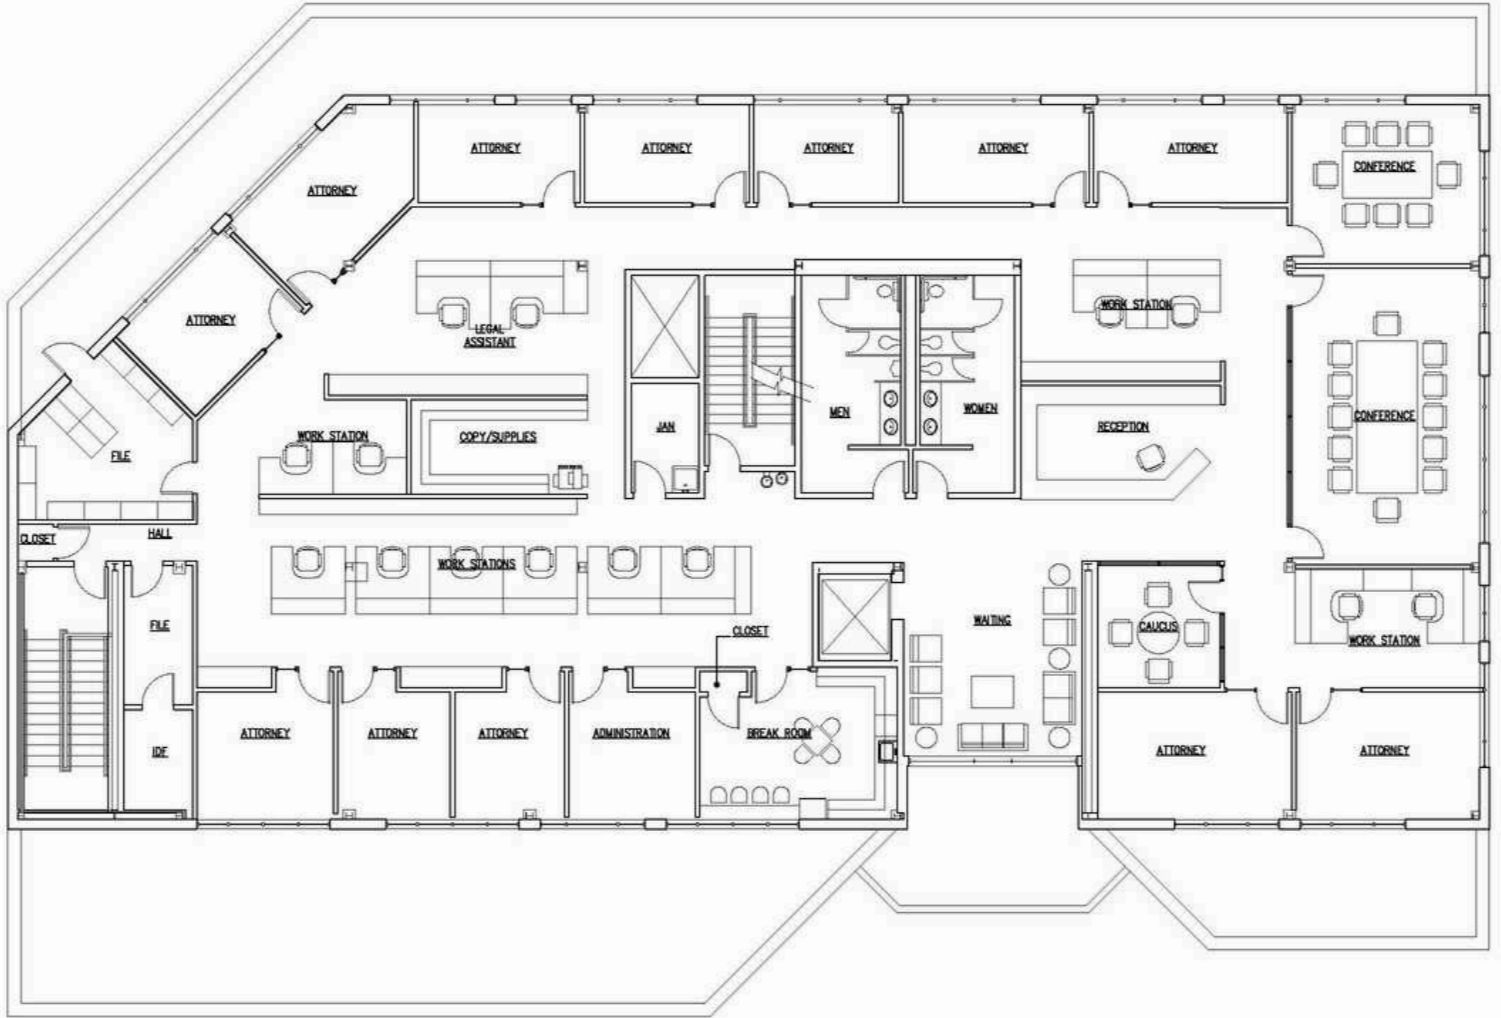 ATTORNEY
ATTORNEY
ATTORNEY
ATTORNEY
ATTORNEY
CONFERENCE
ATTORNEY
ATTORNEY
WORK STATION
LEGAL
ASSISTANT
MEN
WOMEN
CONFERENCE
JAN
RECEPTION
WORK STATION
COPY/SUPPLIES
FILE
HALL
CLOSET
WORK STATIONS
WAITING
FILE
CAUCUS
CLOSET
WORK STATION
ATTORNEY
ATTORNEY
ATTORNEY
ADMINISTRATION
BREAK ROOM
IDF
ATTORNEY
ATTORNEY